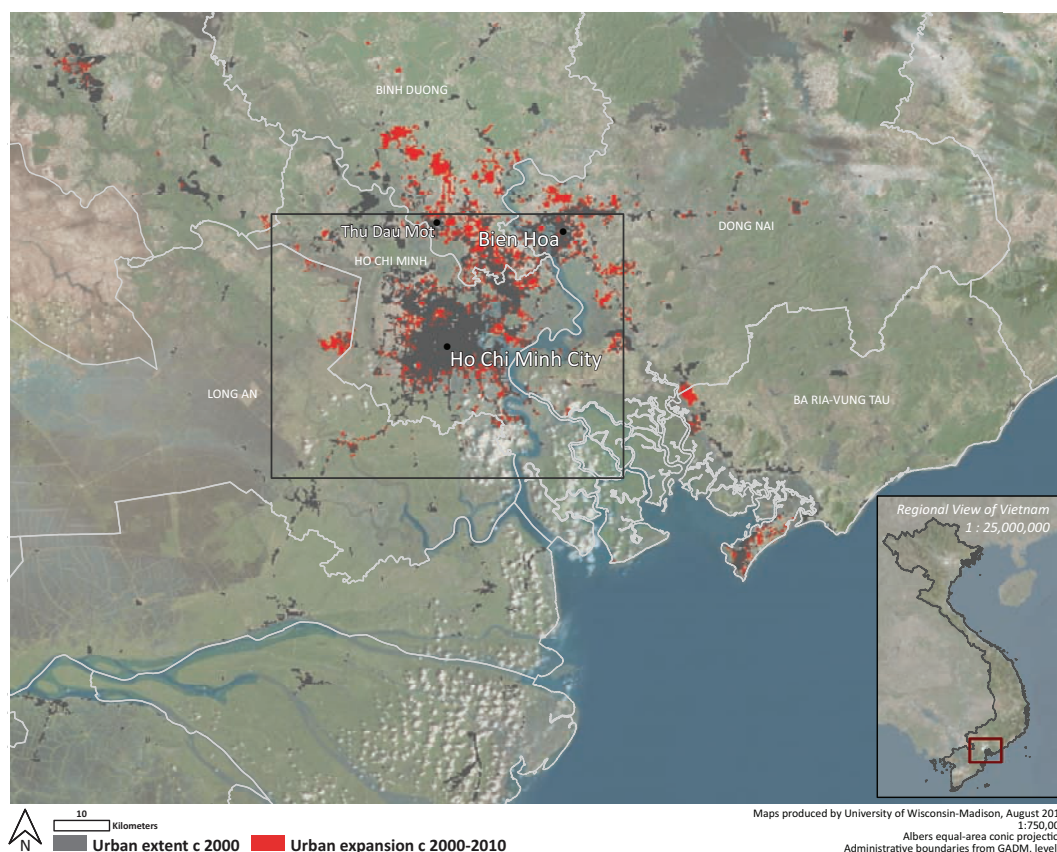 BINH DUONG
Thu Dau Mot
Bien Hoa
DONG NAI
HO CHI MINH
Ho Chi Minh City
LONG AN
BA RIA-VUNG TAU
Regional View of Vietnam
1 : 25,000,000
10
Kilometers
N
Urban extent c 2000
Urban expansion c 2000-2010
Maps produced by University of Wisconsin-Madison, August 201
1:750,00
Albers equal-area conic projectio
Administrative boundaries from GADM, level